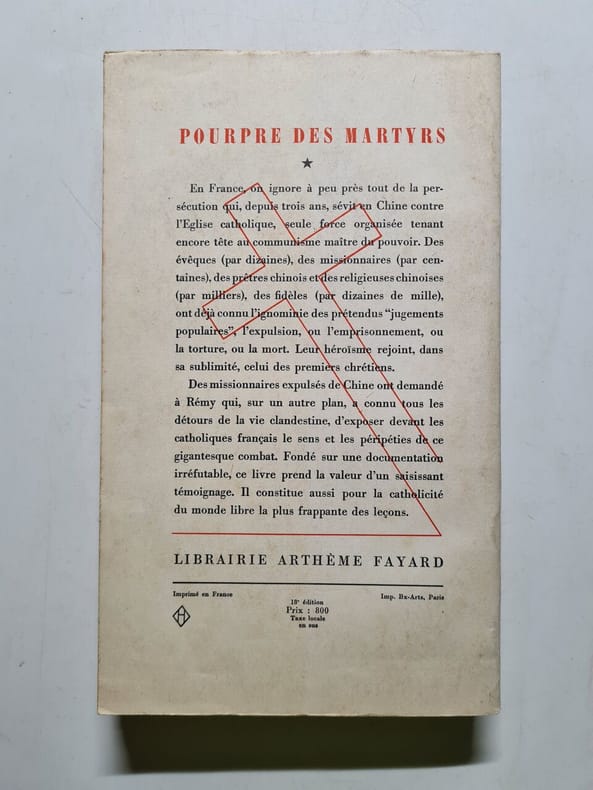 POURPRE DES MARTYRS
★
En France, on ignore à peu près tout de la per-
sécution qui, depuis trois ans, sévit en Chine contre
l'Eglise catholique, seule force organisée tenant
encore tête au communisme maître du pouvoir. Des
évêques (par dizaines), des missionnaires (par cen-
taines), des prêtres chinois et des religieuses chinoises
(par milliers), des fidèles (par dizaines de mille),
ont déjà connu l'ignominie des prétendus "jugements
populaires", l'expulsion, ou l'emprisonnement, ou
la torture, ou la mort. Leur héroïsme rejoint, dans
sa sublimité, celui des premiers chrétiens.
Des missionnaires expulsés de Chine ont demandé
à Rémy qui, sur un autre plan, a connu tous les
détours de la vie clandestine, d'exposer devant les
catholiques français le sens et les péripéties de ce
gigantesque combat. Fondé sur une documentation
irréfutable, ce livre prend la valeur d'un saisissant
témoignage. Il constitue aussi pour la catholicité
du monde libre la plus frappante des leçons.
LIBRAIRIE ARTHÈME FAYARD
Imprimé en France
Imp. Bx-Arts, Paris
18e édition
Prix : 800
Taxe locale
en sus